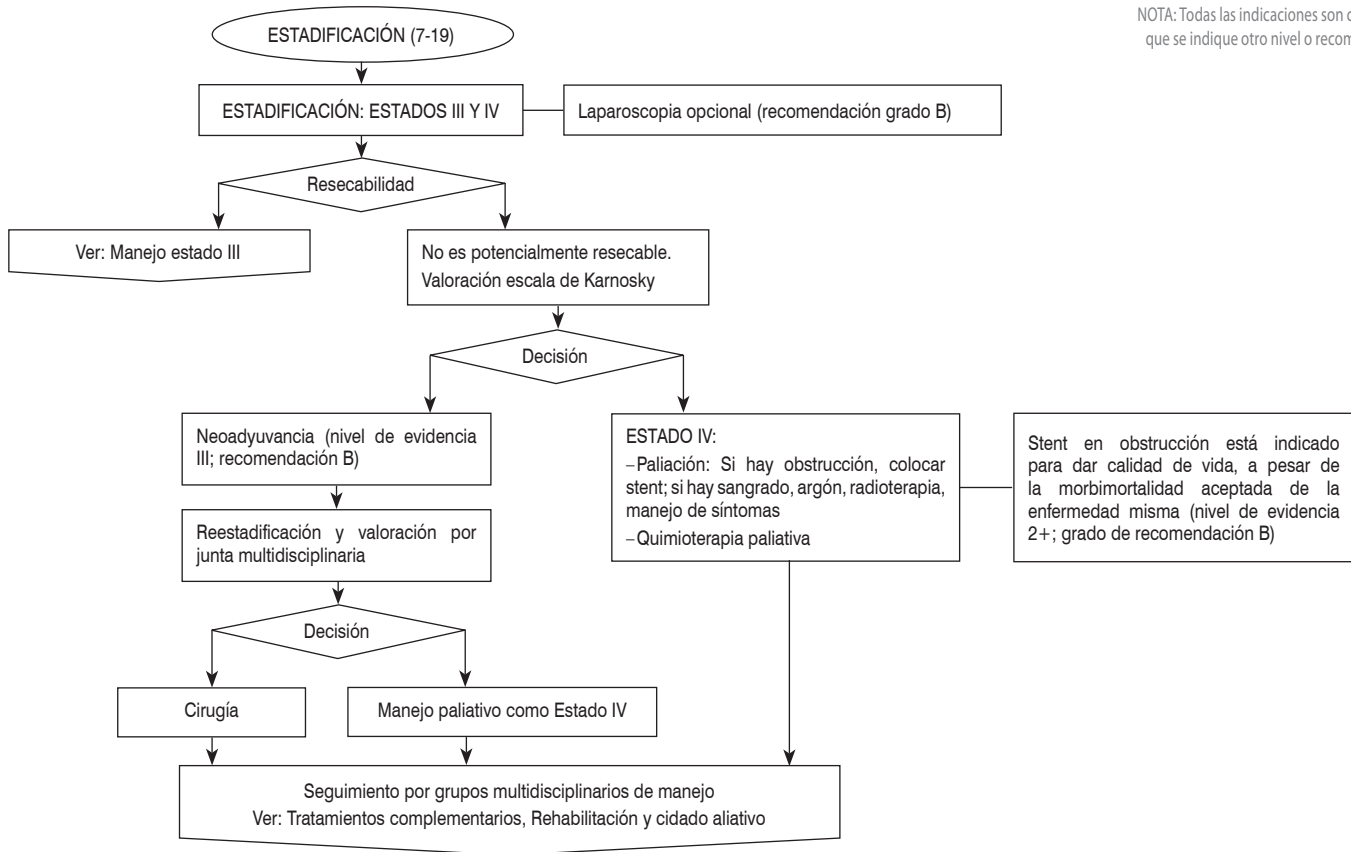 NOTA: Todas las indicaciones son
que se indique otro nivel o
ESTADIFICACIÓN (7-19)
ESTADIFICACIÓN: ESTADOS III Y IV
Laparoscopia opcional (recomendación grado B)
Resecabilidad
Ver: Manejo estado III
No es potencialmente resecable.
Valoración escala de Karnosky
Decisión
Neoadyuvancia (nivel de evidencia
III; recomendación B)
ESTADO IV:
–Paliación: Si hay obstrucción, colocar
stent; si hay sangrado, argón, radioterapia,
manejo de síntomas
–Quimioterapia paliativa
Stent en obstrucción está indicado
para dar calidad de vida, a pesar de
la morbimortalidad aceptada de la
enfermedad misma (nivel de evidencia
2+; grado de recomendación B)
Reestadificación y valoración por
junta multidisciplinaria
Decisión
Cirugía
Manejo paliativo como Estado IV
Seguimiento por grupos multidisciplinarios de manejo
Ver: Tratamientos complementarios, Rehabilitación y cidado aliativo